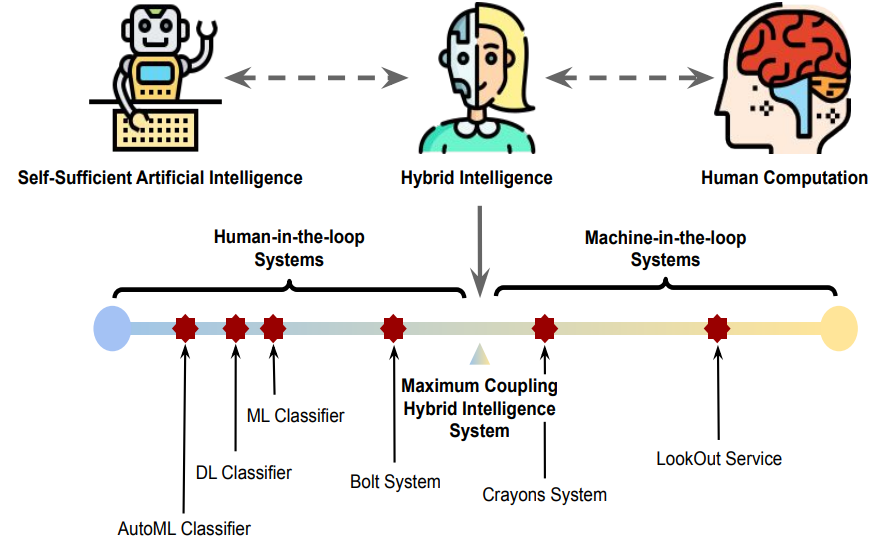 Self-Sufficient Artificial Intelligence
Hybrid Intelligence
Human Computation
Human-in-the-loop
Systems
Machine-in-the-loop
Systems
Maximum Coupling
Hybrid Intelligence
System
ML Classifier
DL Classifier
AutoML Classifier
Bolt System
Crayons System
LookOut Service